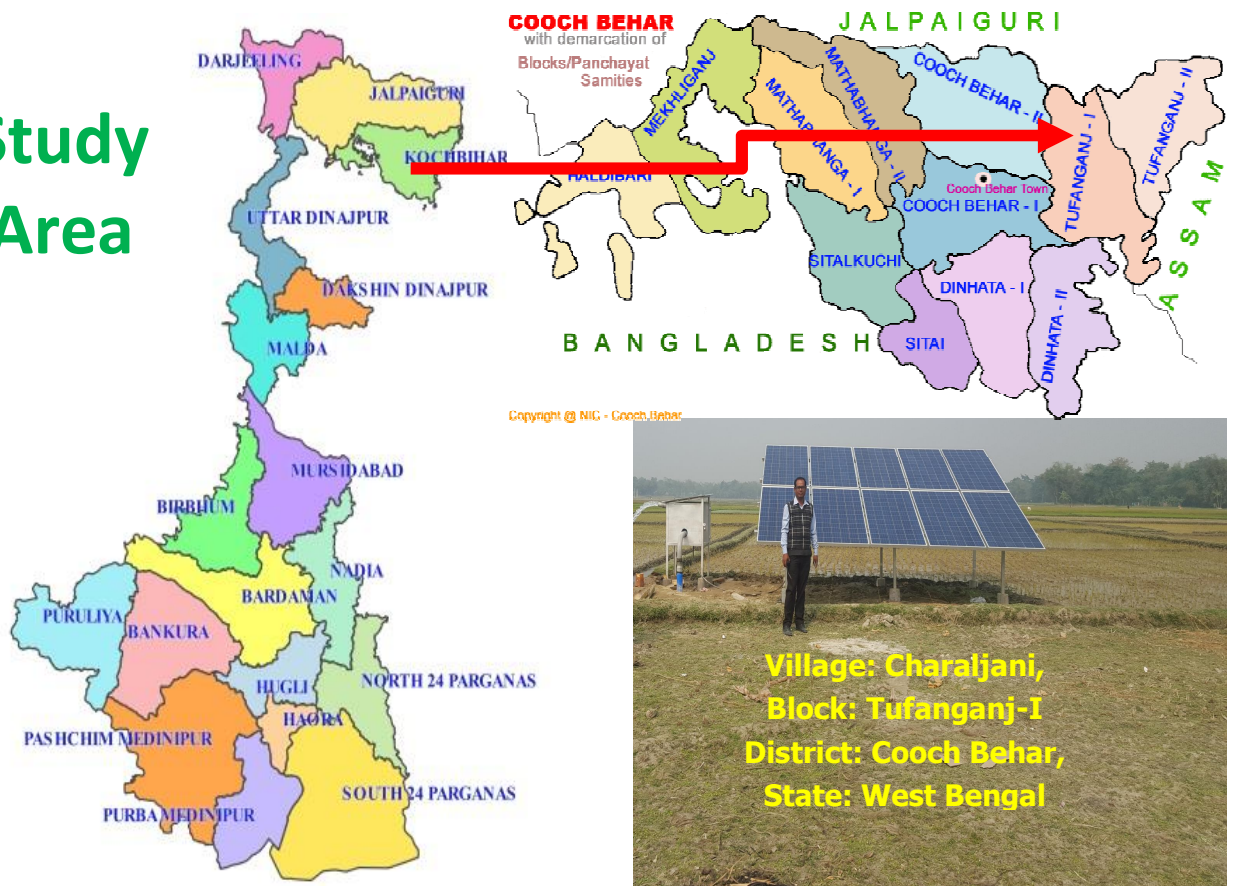 Study
Area
DARJEELING
JALPAIGURI
KOCHBIHAR
UTTAR DINAJPUR
DAKSHIN DINAJPUR
MALDA
MURSIDABAD
BIRBHUM
NADIA
BARDAMAN
PURULIYA
BANKURA
HUGLI
NORTH 24 PARGANAS
HAORA
PASHCHIM MEDINIPUR
SOUTH 24 PARGANAS
PURBA MEDINIPUR
COOCH BEHAR
with demarcation of
Blocks/Panchayat
Samities
JALPAIGURI
MEKHLIGANJ
HALDIBARI
MATHABHANGA - I
MATHABHANGA - II
COOCH BEHAR - II
TUFANGANJ - I
TUFANGANJ - II
Cooch Behar Town
COOCH BEHAR - I
ASSAM
SITALKUCHI
DINHATA - I
DINHATA - II
SITAI
BANGLADESH
Copyright @ NIC - Cooch Behar
Village: Charaljani,
Block: Tufanganj-I
District: Cooch Behar,
State: West Bengal